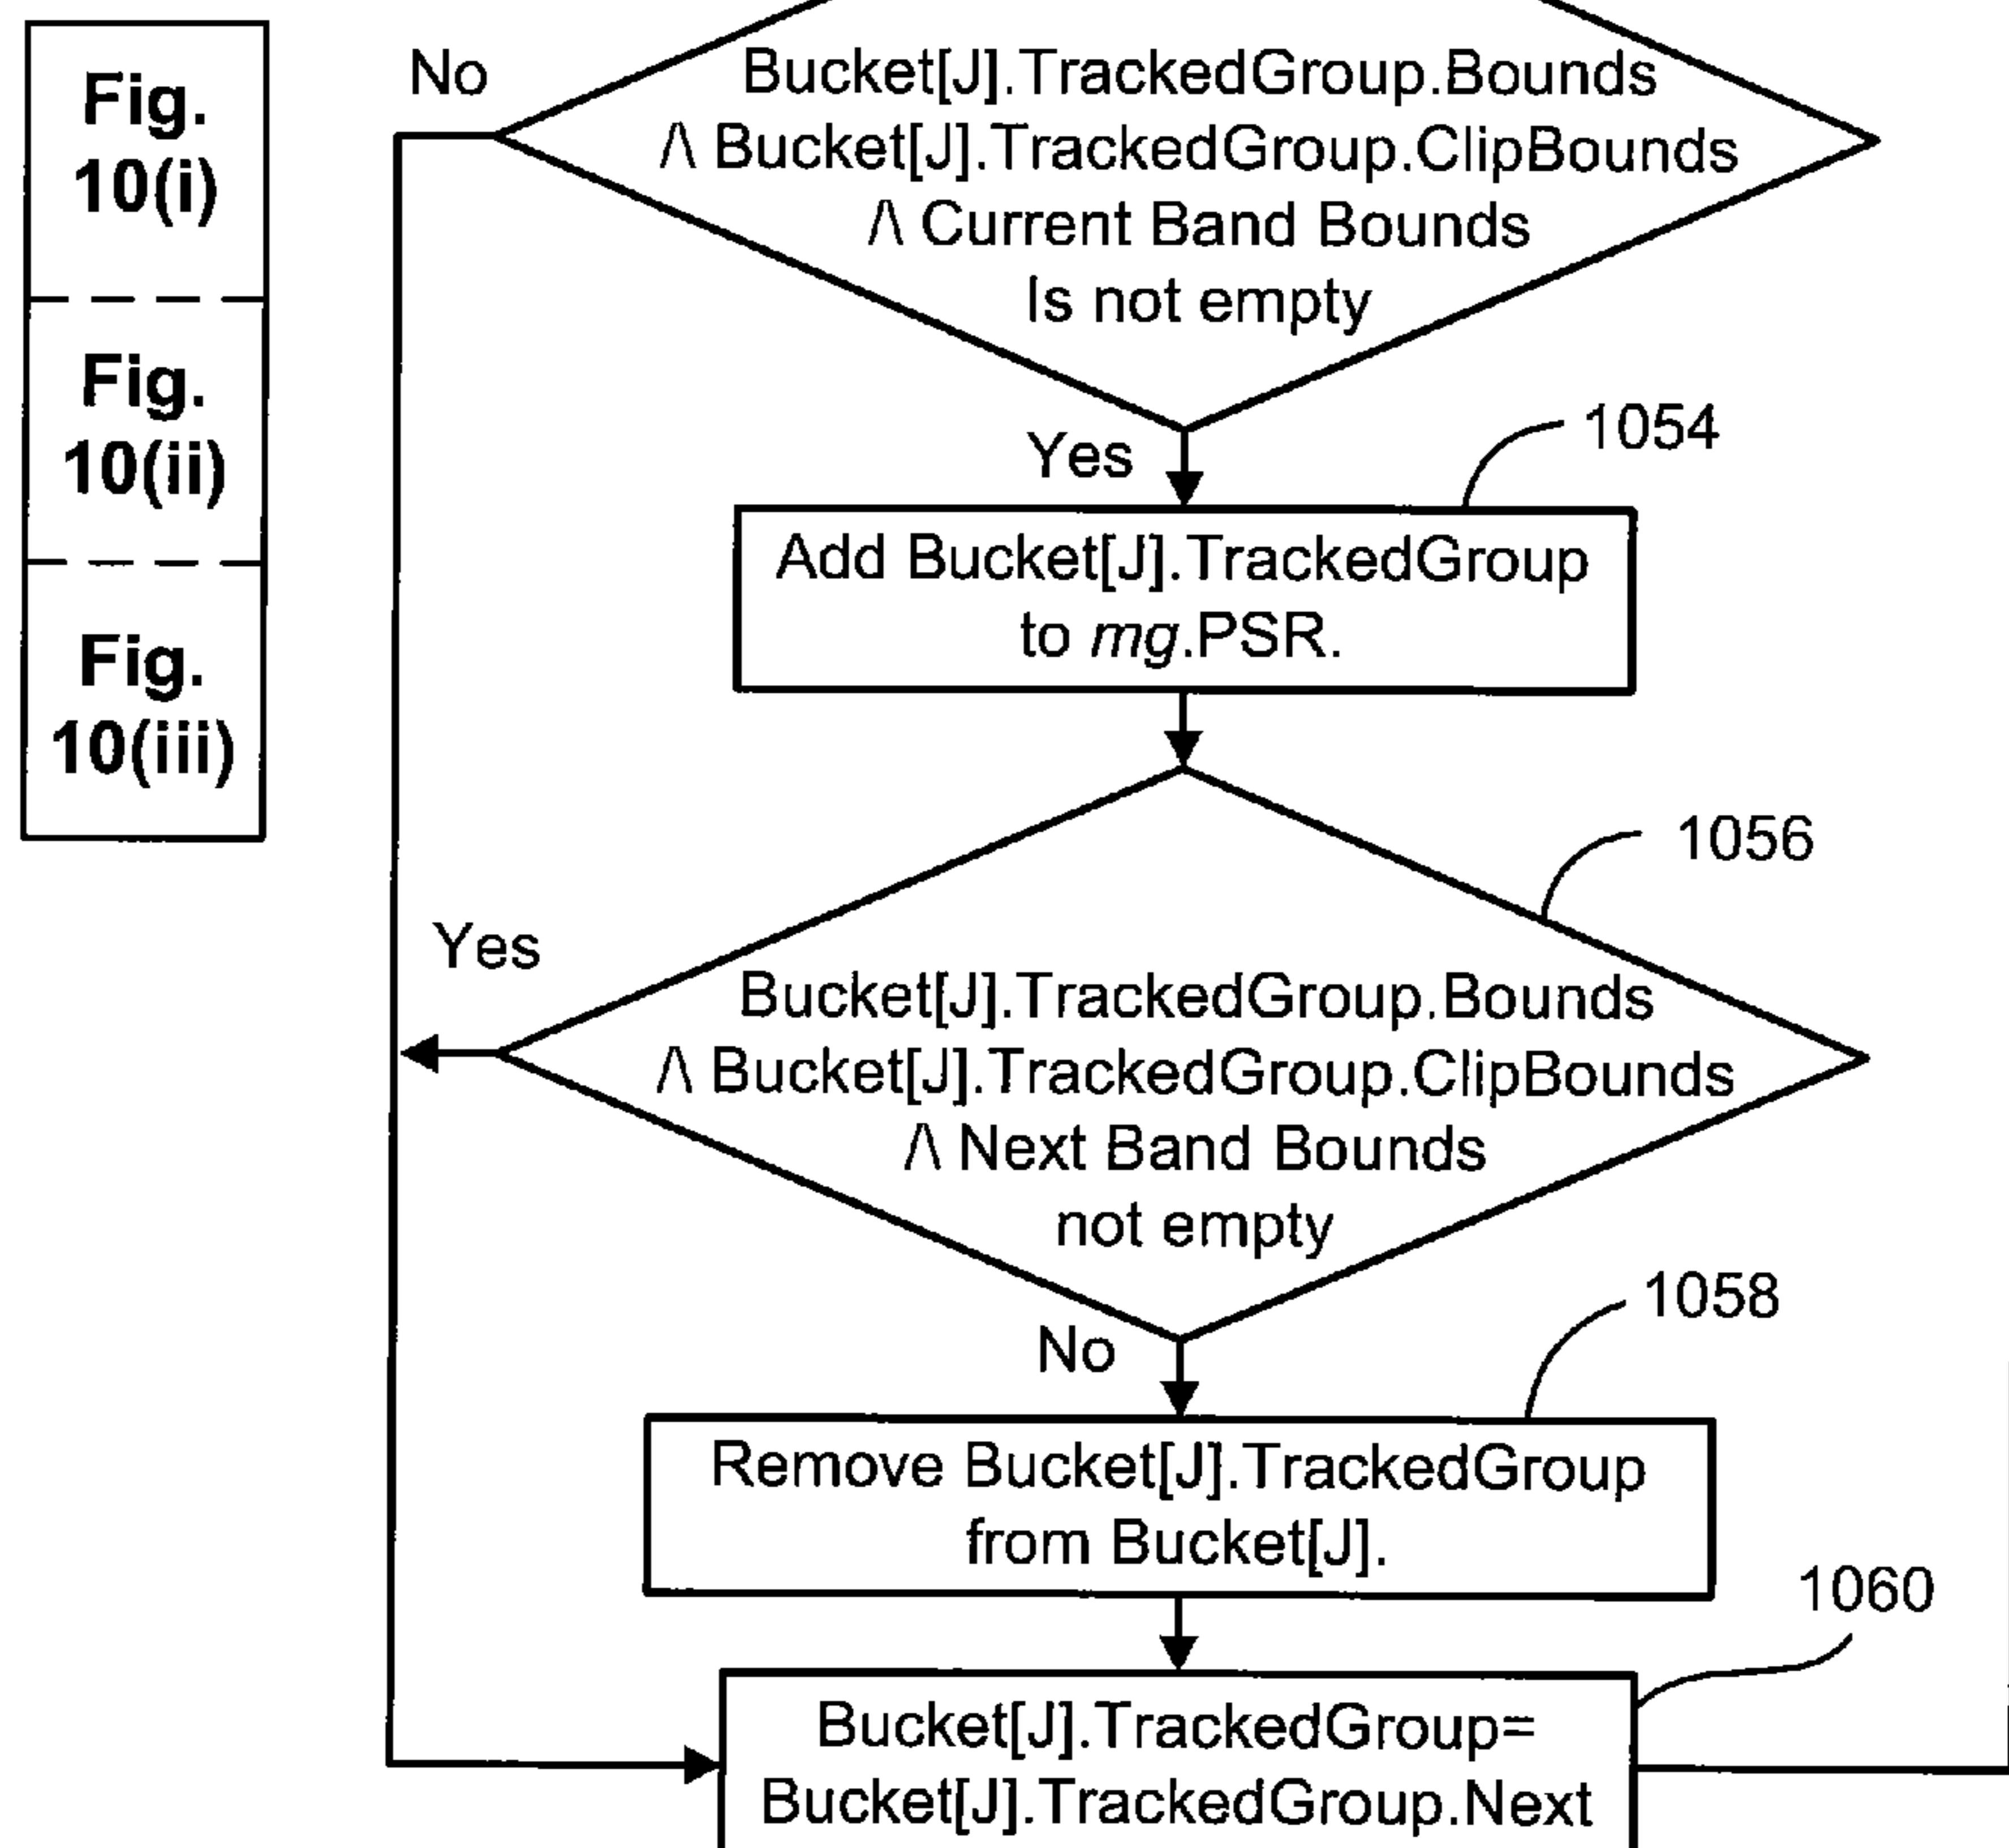 Fig.
10(i)
Fig.
10(ii)
Fig.
10(iii)
No
Bucket[J].TrackedGroup.Bounds
/\ Bucket[J].TrackedGroup.ClipBounds
/\ Current Band Bounds
Is not empty
Yes
1054
Add Bucket[J].TrackedGroup
to mg.PSR.
1056
Yes
Bucket[J].TrackedGroup.Bounds
/\ Bucket[J].TrackedGroup.ClipBounds
/\ Next Band Bounds
not empty
1058
No
Remove Bucket[J].TrackedGroup
from Bucket[J].
1060
Bucket[J].TrackedGroup=
Bucket[J].TrackedGroup.Next